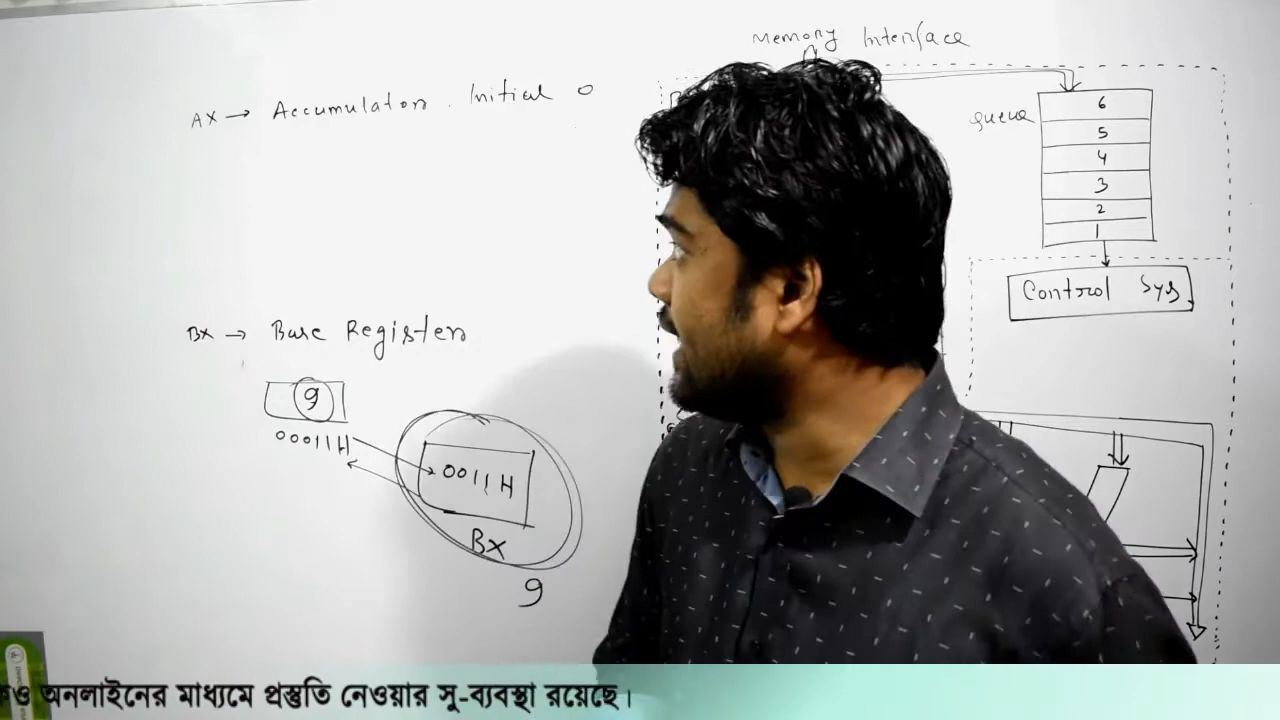 Memory Interface
AX → Accumulator. Initial 0
queue
6
5
4
3
2
1
Control Sys.
BX → Base Register
9
00011H
0011H
BX
9
অনলাইনের মাধ্যমে প্রস্তুতি নেওয়ার সু-ব্যবস্থা রয়েছে।